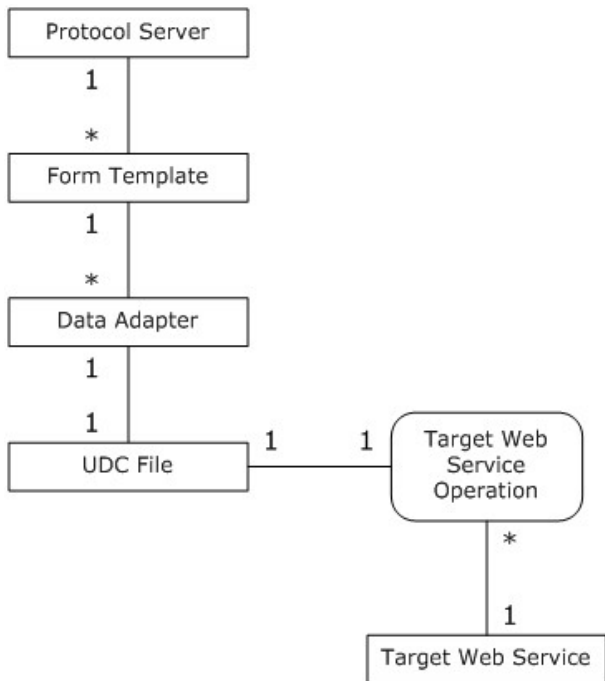 Protocol Server
1
*
Form Template
1
*
Data Adapter
1
1
UDC File
1
1
Target Web
Service
Operation
*
1
Target Web Service